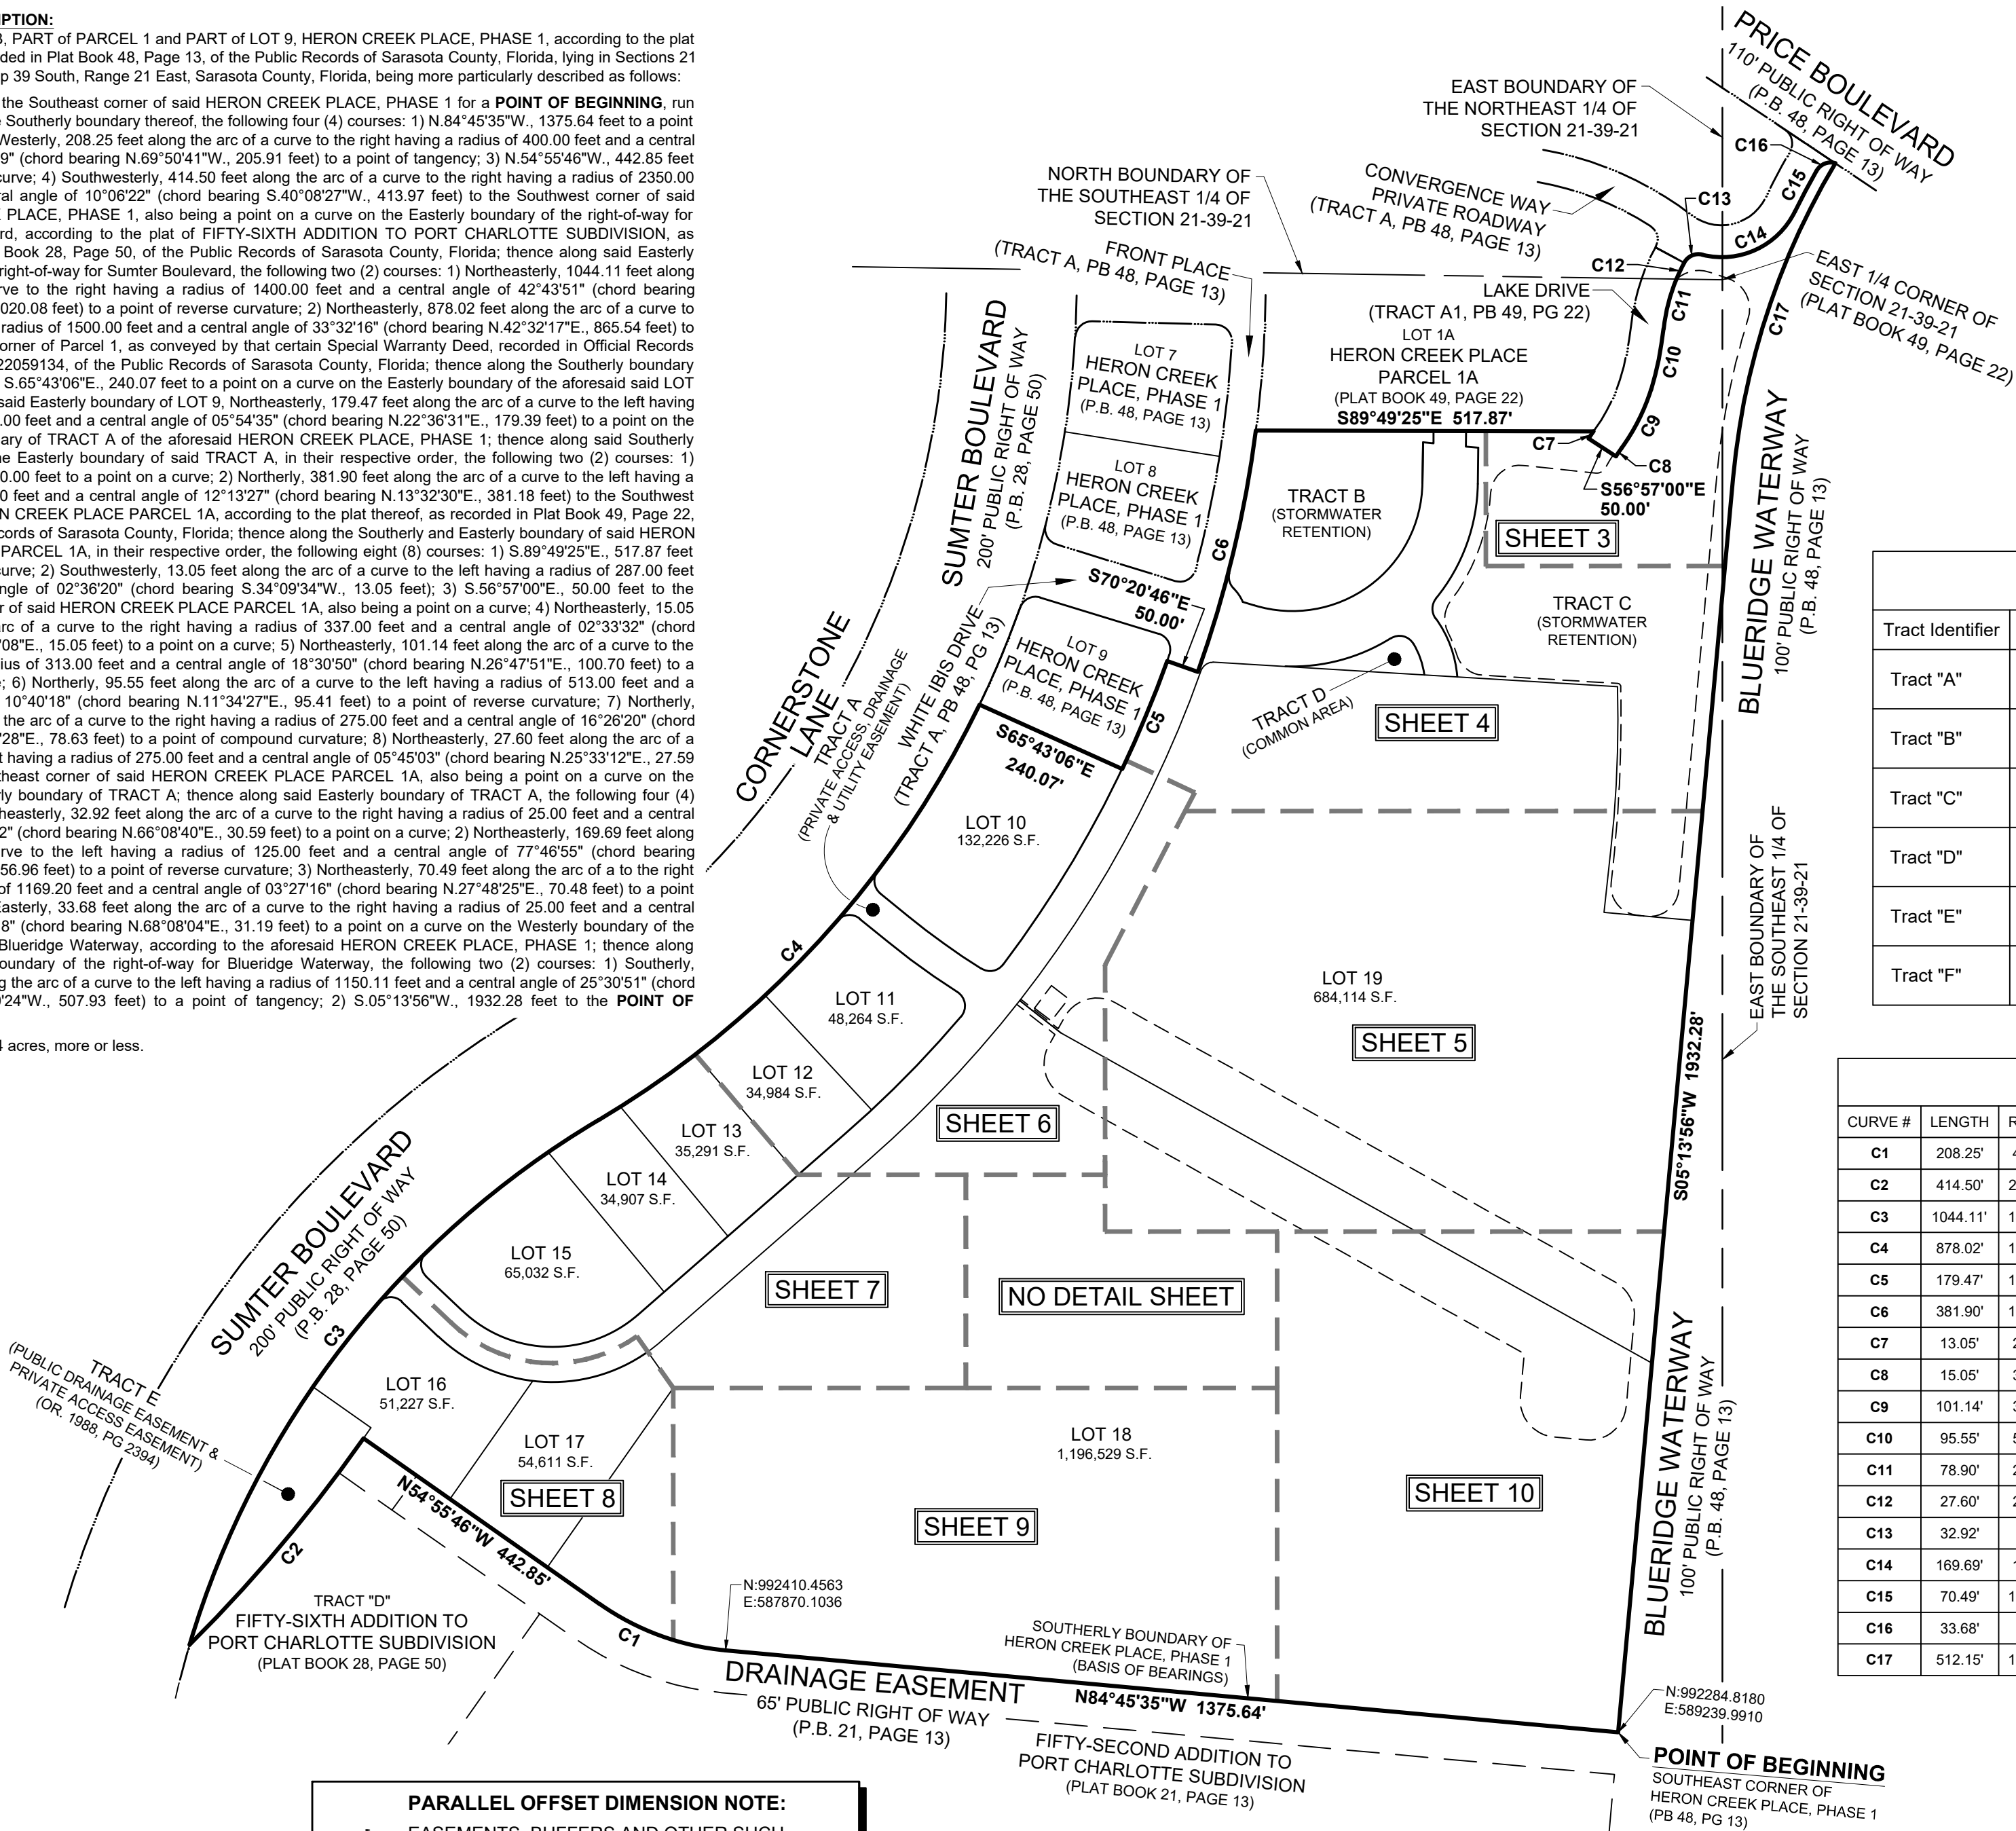 PTION:
3, PART of PARCEL 1 and PART of LOT 9, HERON CREEK PLACE, PHASE 1, according to the plat
ded in Plat Book 48, Page 13, of the Public Records of Sarasota County, Florida, lying in Sections 21
p 39 South, Range 21 East, Sarasota County, Florida, being more particularly described as follows:
the Southeast corner of said HERON CREEK PLACE, PHASE 1 for a POINT OF BEGINNING, run
Southerly boundary thereof, the following four (4) courses: 1) N.84°45'35"W., 1375.64 feet to a point
Westerly, 208.25 feet along the arc of a curve to the right having a radius of 400.00 feet and a central
9" (chord bearing N.69°50'41"W., 205.91 feet) to a point of tangency; 3) N.54°55'46"W., 442.85 feet
curve; 4) Southwesterly, 414.50 feet along the arc of a curve to the right having a radius of 2350.00
ral angle of 10°06'22" (chord bearing S.40°08'27"W., 413.97 feet) to the Southwest corner of said
PLACE, PHASE 1, also being a point on a curve on the Easterly boundary of the right-of-way for
rd, according to the plat of FIFTY-SIXTH ADDITION TO PORT CHARLOTTE SUBDIVISION, as
Book 28, Page 50, of the Public Records of Sarasota County, Florida; thence along said Easterly
right-of-way for Sumter Boulevard, the following two (2) courses: 1) Northeasterly, 1044.11 feet along
rve to the right having a radius of 1400.00 feet and a central angle of 42°43'51" (chord bearing
020.08 feet) to a point of reverse curvature; 2) Northeasterly, 878.02 feet along the arc of a curve to
radius of 1500.00 feet and a central angle of 33°32'16" (chord bearing N.42°32'17"E., 865.54 feet) to
orner of Parcel 1, as conveyed by that certain Special Warranty Deed, recorded in Official Records
22059134, of the Public Records of Sarasota County, Florida; thence along the Southerly boundary
S.65°43'06"E., 240.07 feet to a point on a curve on the Easterly boundary of the aforesaid said LOT
said Easterly boundary of LOT 9, Northeasterly, 179.47 feet along the arc of a curve to the left having
.00 feet and a central angle of 05°54'35" (chord bearing N.22°36'31"E., 179.39 feet) to a point on the
ary of TRACT A of the aforesaid HERON CREEK PLACE, PHASE 1; thence along said Southerly
he Easterly boundary of said TRACT A, in their respective order, the following two (2) courses: 1)
0.00 feet to a point on a curve; 2) Northerly, 381.90 feet along the arc of a curve to the left having a
0 feet and a central angle of 12°13'27" (chord bearing N.13°32'30"E., 381.18 feet) to the Southwest
N CREEK PLACE PARCEL 1A, according to the plat thereof, as recorded in Plat Book 49, Page 22,
cords of Sarasota County, Florida; thence along the Southerly and Easterly boundary of said HERON
PARCEL 1A, in their respective order, the following eight (8) courses: 1) S.89°49'25"E., 517.87 feet
curve; 2) Southwesterly, 13.05 feet along the arc of a curve to the left having a radius of 287.00 feet
ngle of 02°36'20" (chord bearing S.34°09'34"W., 13.05 feet); 3) S.56°57'00"E., 50.00 feet to the
r of said HERON CREEK PLACE PARCEL 1A, also being a point on a curve; 4) Northeasterly, 15.05
arc of a curve to the right having a radius of 337.00 feet and a central angle of 02°33'32" (chord
'08"E., 15.05 feet) to a point on a curve; 5) Northeasterly, 101.14 feet along the arc of a curve to the
ius of 313.00 feet and a central angle of 18°30'50" (chord bearing N.26°47'51"E., 100.70 feet) to a
; 6) Northerly, 95.55 feet along the arc of a curve to the left having a radius of 513.00 feet and a
10°40'18" (chord bearing N.11°34'27"E., 95.41 feet) to a point of reverse curvature; 7) Northerly,
the arc of a curve to the right having a radius of 275.00 feet and a central angle of 16°26'20" (chord
'28"E., 78.63 feet) to a point of compound curvature; 8) Northeasterly, 27.60 feet along the arc of a
t having a radius of 275.00 feet and a central angle of 05°45'03" (chord bearing N.25°33'12"E., 27.59
theast corner of said HERON CREEK PLACE PARCEL 1A, also being a point on a curve on the
rly boundary of TRACT A; thence along said Easterly boundary of TRACT A, the following four (4)
heasterly, 32.92 feet along the arc of a curve to the right having a radius of 25.00 feet and a central
2" (chord bearing N.66°08'40"E., 30.59 feet) to a point on a curve; 2) Northeasterly, 169.69 feet along
rve to the left having a radius of 125.00 feet and a central angle of 77°46'55" (chord bearing
56.96 feet) to a point of reverse curvature; 3) Northeasterly, 70.49 feet along the arc of a to the right
of 1169.20 feet and a central angle of 03°27'16" (chord bearing N.27°48'25"E., 70.48 feet) to a point
Easterly, 33.68 feet along the arc of a curve to the right having a radius of 25.00 feet and a central
8" (chord bearing N.68°08'04"E., 31.19 feet) to a point on a curve on the Westerly boundary of the
Blueridge Waterway, according to the aforesaid HERON CREEK PLACE, PHASE 1; thence along
oundary of the right-of-way for Blueridge Waterway, the following two (2) courses: 1) Southerly,
ng the arc of a curve to the left having a radius of 1150.11 feet and a central angle of 25°30'51" (chord
'24"W., 507.93 feet) to a point of tangency; 2) S.05°13'56"W., 1932.28 feet to the POINT OF
4 acres, more or less.
PRICE BOULEVARD
110' PUBLIC RIGHT OF WAY
(P.B. 48, PAGE 13)
EAST BOUNDARY OF
THE NORTHEAST 1/4 OF
SECTION 21-39-21
C16
C15
C13
C14
C12
CONVERGENCE WAY
PRIVATE ROADWAY
(TRACT A, PB 48, PAGE 13)
NORTH BOUNDARY OF
THE SOUTHEAST 1/4 OF
SECTION 21-39-21
FRONT PLACE
(TRACT A, PB 48, PAGE 13)
EAST 1/4 CORNER OF
SECTION 21-39-21
(PLAT BOOK 49, PAGE 22)
LAKE DRIVE
(TRACT A1, PB 49, PG 22)
LOT 1A
HERON CREEK PLACE
PARCEL 1A
(PLAT BOOK 49, PAGE 22)
S89°49'25"E 517.87'
C11
C10
C9
C17
C7
C8
S56°57'00"E
50.00'
SUMTER BOULEVARD
200' PUBLIC RIGHT OF WAY
(P.B. 28, PAGE 50)
LOT 7
HERON CREEK
PLACE, PHASE 1
(P.B. 48, PAGE 13)
LOT 8
HERON CREEK
PLACE, PHASE 1
(P.B. 48, PAGE 13)
C6
TRACT B
(STORMWATER
RETENTION)
SHEET 3
BLUERIDGE WATERWAY
100' PUBLIC RIGHT OF WAY
(P.B. 48, PAGE 13)
S70°20'46"E
50.00'
TRACT C
(STORMWATER
RETENTION)
CORNERSTONE
LANE
TRACT A
(PRIVATE ACCESS, DRAINAGE
& UTILITY EASEMENT)
WHITE IBIS DRIVE
(TRACT A, PB 48, PG 13)
LOT 9
HERON CREEK
PLACE, PHASE 1
(P.B. 48, PAGE 13)
C5
TRACT D
(COMMON AREA)
SHEET 4
S65°43'06"E
240.07'
LOT 10
132,226 S.F.
Tract Identifier
Tract "A"
Tract "B"
Tract "C"
Tract "D"
Tract "E"
Tract "F"
EAST BOUNDARY OF
THE SOUTHEAST 1/4 OF
SECTION 21-39-21
C4
LOT 11
48,264 S.F.
LOT 19
684,114 S.F.
SHEET 5
LOT 12
34,984 S.F.
SHEET 6
LOT 13
35,291 S.F.
LOT 14
34,907 S.F.
S05°13'56"W 1932.28'
SUMTER BOULEVARD
200' PUBLIC RIGHT OF WAY
(P.B. 28, PAGE 50)
LOT 15
65,032 S.F.
SHEET 7
NO DETAIL SHEET
C3
TRACT E
(PUBLIC DRAINAGE EASEMENT &
PRIVATE ACCESS EASEMENT)
(OR. 1988, PG 2394)
LOT 16
51,227 S.F.
LOT 17
54,611 S.F.
LOT 18
1,196,529 S.F.
SHEET 8
SHEET 9
SHEET 10
BLUERIDGE WATERWAY
100' PUBLIC RIGHT OF WAY
(P.B. 48, PAGE 13)
N54°55'46"W 442.85'
C2
TRACT "D"
FIFTY-SIXTH ADDITION TO
PORT CHARLOTTE SUBDIVISION
(PLAT BOOK 28, PAGE 50)
C1
N:992410.4563
E:587870.1036
SOUTHERLY BOUNDARY OF
HERON CREEK PLACE, PHASE 1
(BASIS OF BEARINGS)
DRAINAGE EASEMENT
65' PUBLIC RIGHT OF WAY
(P.B. 21, PAGE 13)
N84°45'35"W 1375.64'
FIFTY-SECOND ADDITION TO
PORT CHARLOTTE SUBDIVISION
(PLAT BOOK 21, PAGE 13)
N:992284.8180
E:589239.9910
POINT OF BEGINNING
SOUTHEAST CORNER OF
HERON CREEK PLACE, PHASE 1
(PB 48, PG 13)
CURVE # LENGTH R
C1 208.25' 4
C2 414.50' 2
C3 1044.11' 1
C4 878.02' 1
C5 179.47' 1
C6 381.90' 1
C7 13.05' 2
C8 15.05' 3
C9 101.14' 3
C10 95.55' 5
C11 78.90' 2
C12 27.60' 2
C13 32.92'
C14 169.69' 1
C15 70.49' 1
C16 33.68'
C17 512.15' 1
PARALLEL OFFSET DIMENSION NOTE:
EASEMENTS, BUFFERS AND OTHER SUCH